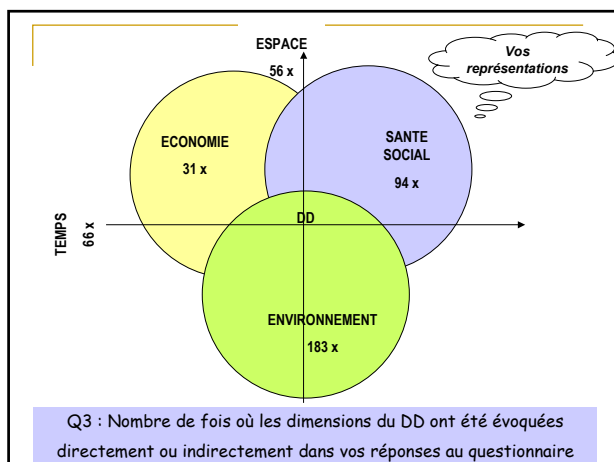 ESPACE
56 x
Vos
représentations
ECONOMIE
31 x
SANTE
SOCIAL
94 x
DD
TEMPS
66 x
ENVIRONNEMENT
183 x
Q3 : Nombre de fois où les dimensions du DD ont été évoquées
directement ou indirectement dans vos réponses au questionnaire